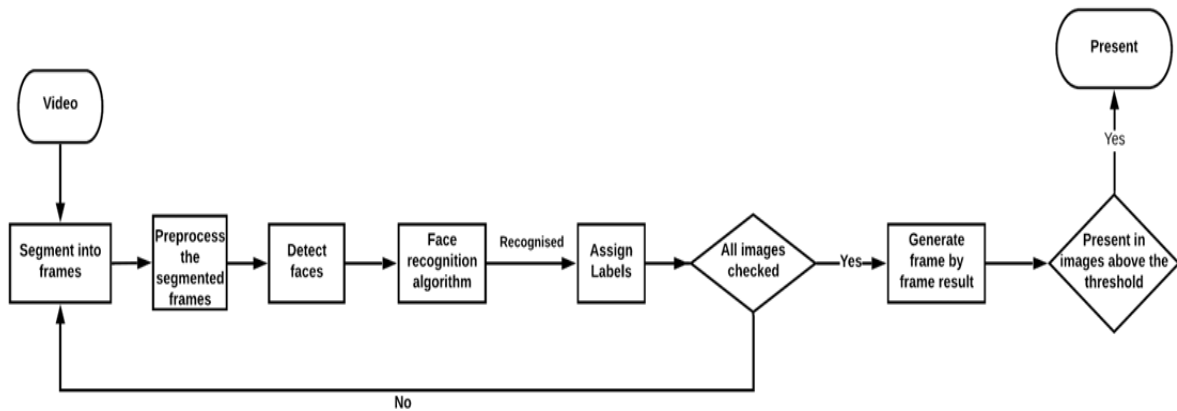 Video
Segment into
frames
Preprocess
the
segmented
frames
Detect
faces
Face
recognition
algorithm
Recognised
Assign
Labels
All images
checked
Yes
No
Generate
frame by
frame result
Present in
images above the
threshold
Yes
Present